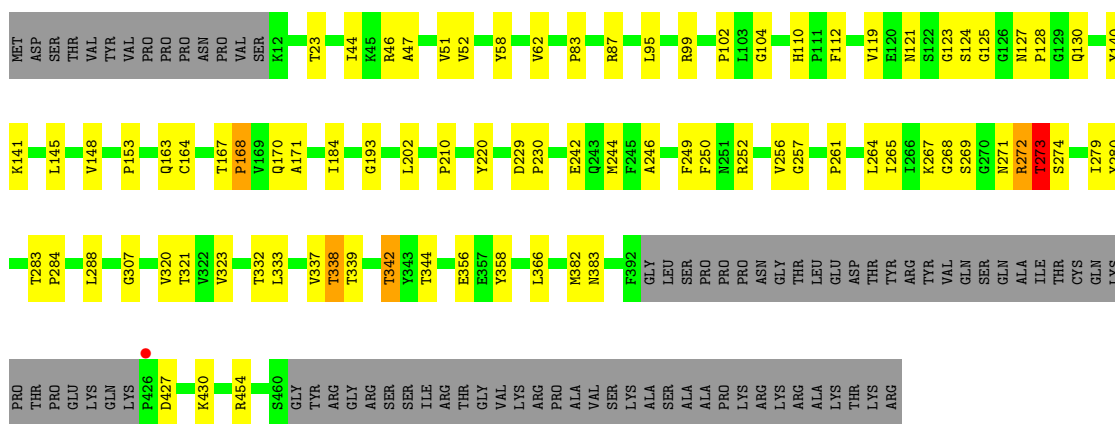 MET ASP SER THR VAL TYR VAL PRO PRO PRO ASN PRO VAL SER K12 T23 I44 K45 R46 A47 V51 V52 Y58 V62 P83 R87 L95 R99 P102 L103 G104 H110 P111 F112 V119 E120 N121 S122 G123 S124 G125 G126 N127 P128 G129 Q130 Y140
K141 L145 V148 P153 Q163 C164 T167 P168 V169 Q170 A171 I184 G193 L202 P210 Y220 D229 P230 E242 Q243 M244 F245 A246 F249 F250 N251 R252 V256 G257 P261 L264 I265 I266 K267 G268 S269 G270 N271 R272 T273 S274 I279
T283 P284 L288 G307 V320 T321 V322 V323 T332 L333 V337 T338 T339 T342 Y343 T344 E356 E357 Y358 L366 M382 N383 F392 GLY LEU SER PRO PRO PRO ASN GLY THR LEU GLU ASP THR TYR ARG TYR VAL GLN SER GLN ALA ILE THR CYS GLN
PRO THR PRO GLU LYS GLN LYS P426 D427 K430 R454 S460 GLY TYR ARG GLY ARG SER SER ILE ARG THR GLY VAL LYS ARG PRO ALA VAL SER LYS ALA SER ALA ALA PRO LYS ARG LYS ARG ALA LYS THR LYS ARG